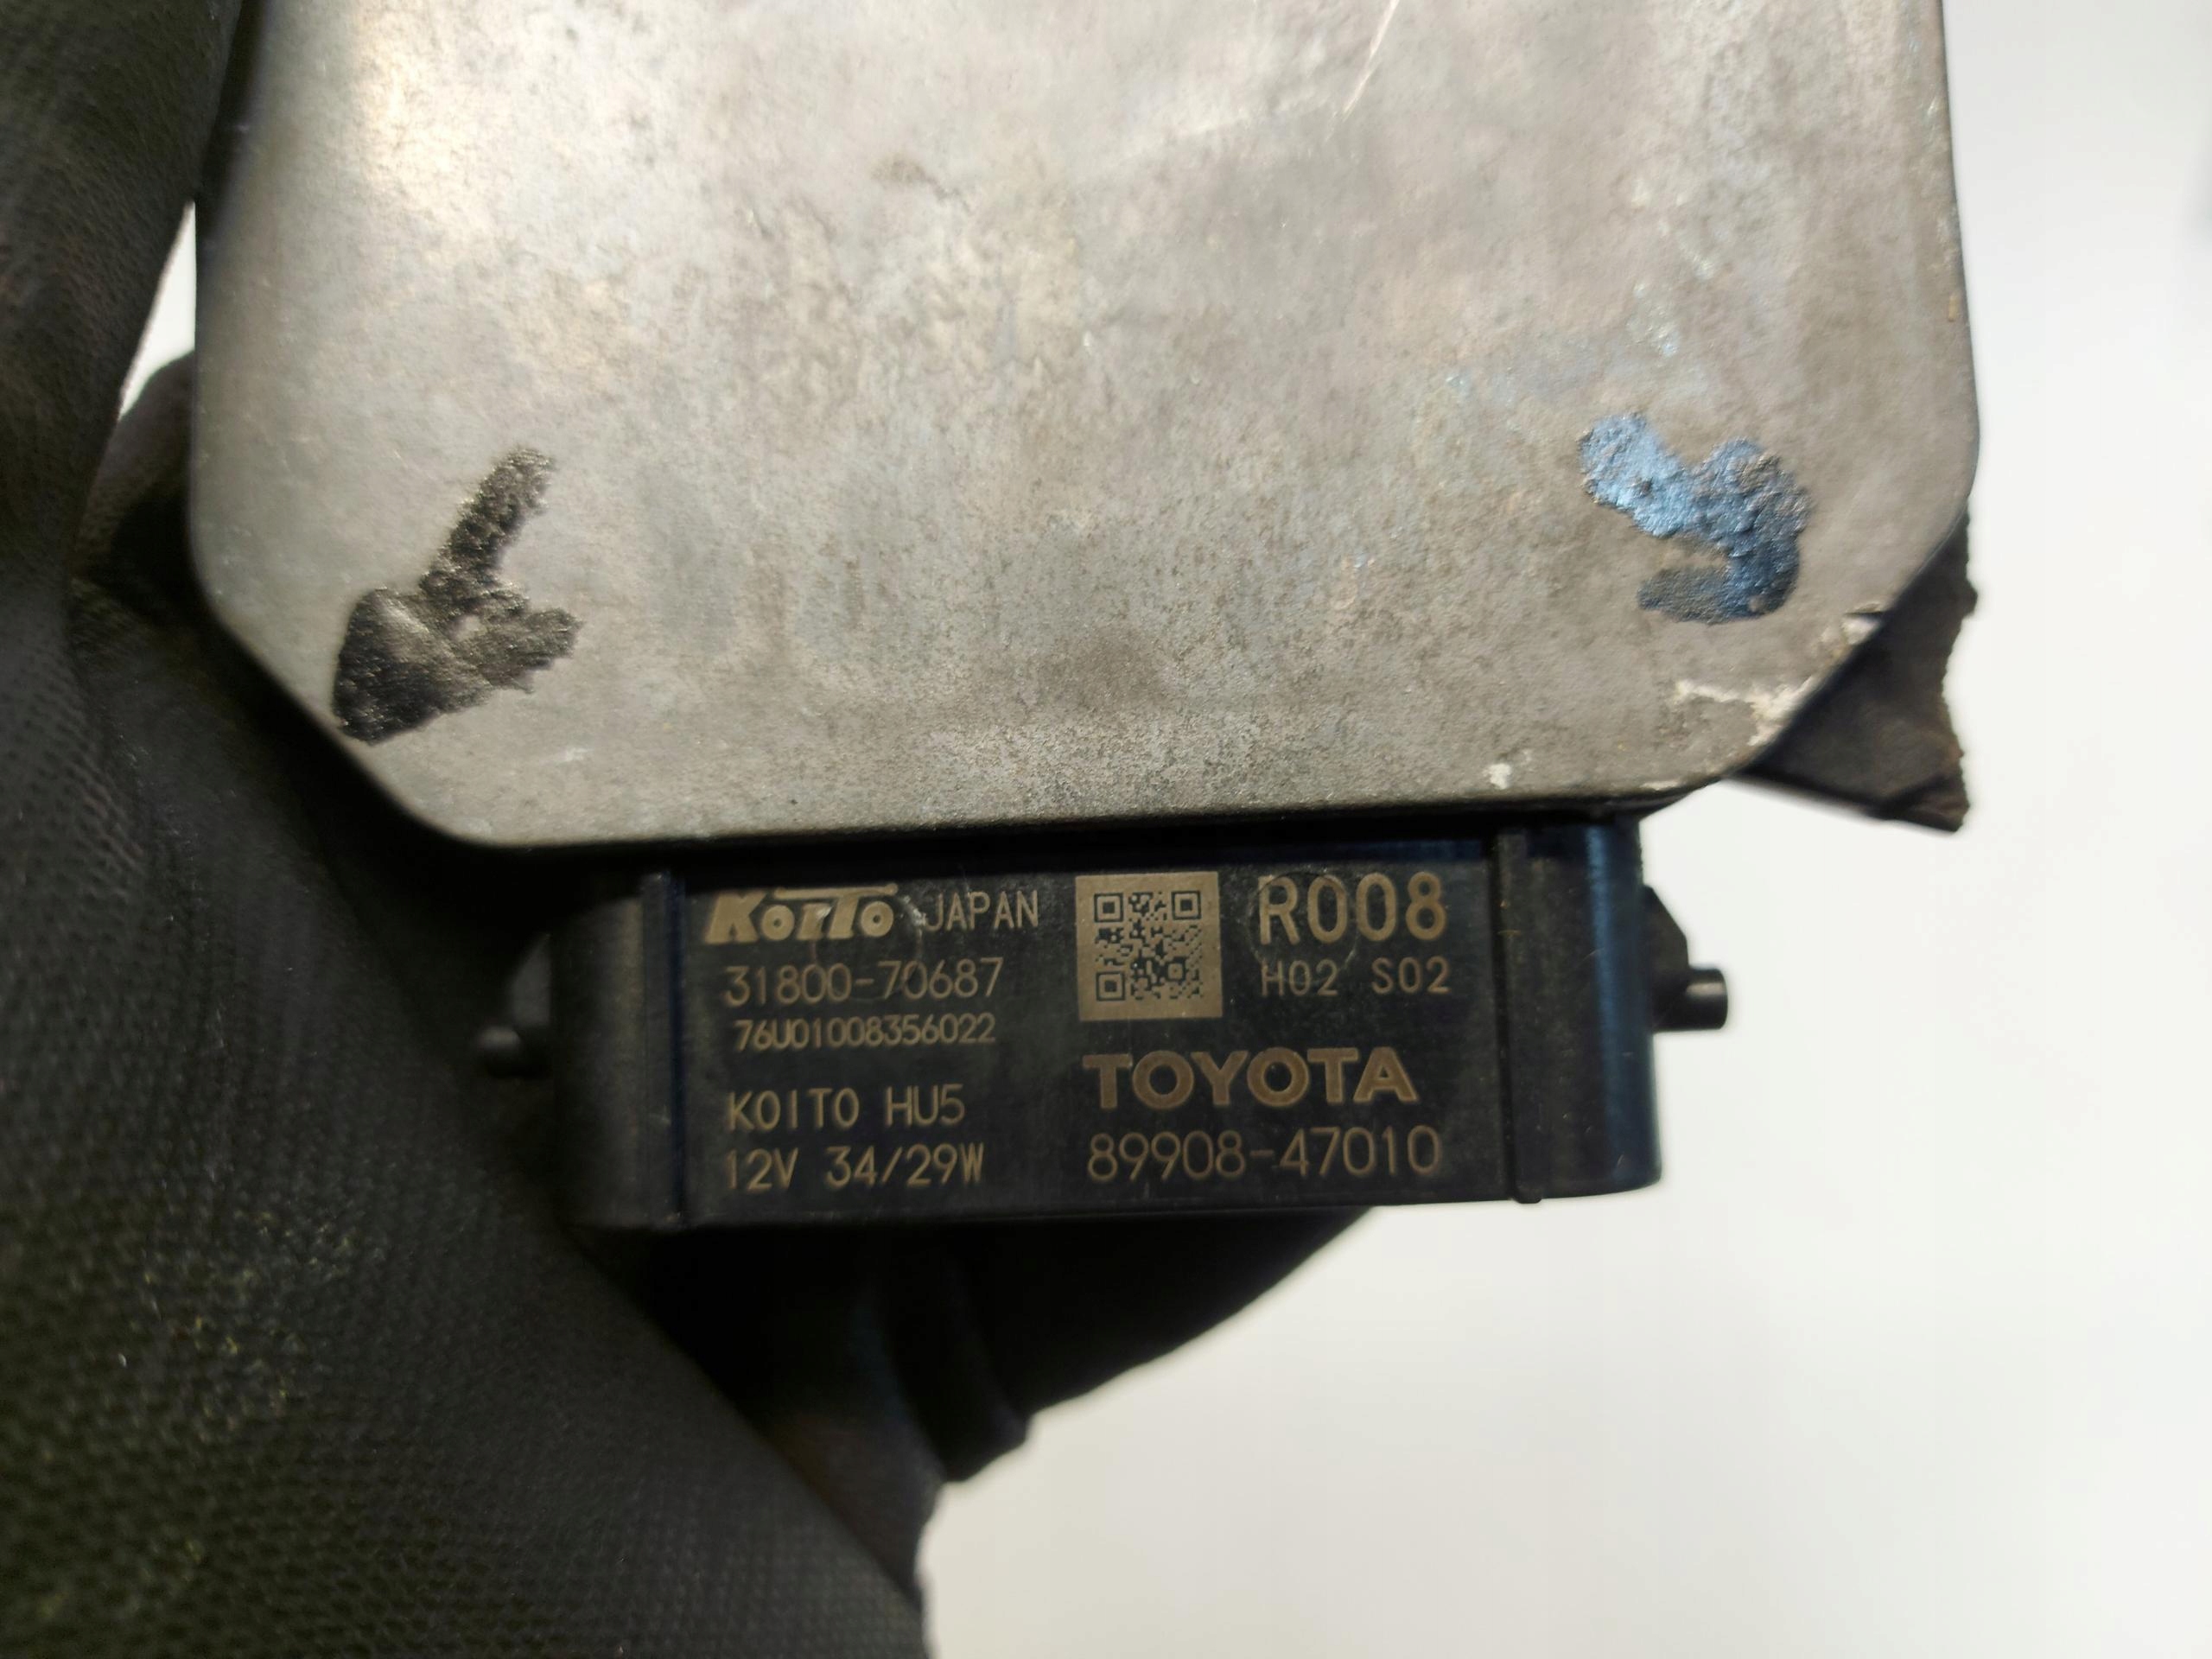 KOITO JAPAN
31800-70687
76U01008356022
KOITO HU5
12V 34/29W
R008
H02 S02
TOYOTA
89908-47010